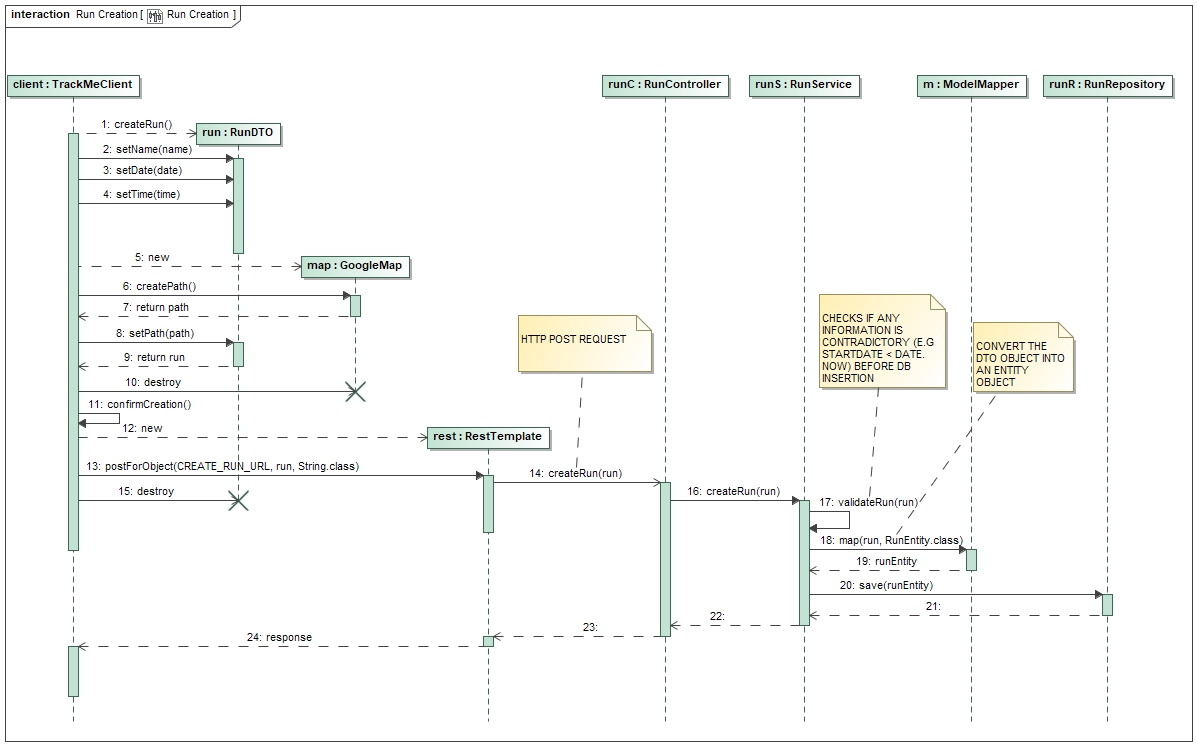 interaction Run Creation [ Run Creation ]
client : TrackMeClient
runC : RunController
runS : RunService
m : ModelMapper
runR : RunRepository
1: createRun()
run : RunDTO
2: setName(name)
3: setDate(date)
4: setTime(time)
5: new
map : GoogleMap
6: createPath()
7: return path
8: setPath(path)
9: return run
10: destroy
11: confirmCreation()
12: new
rest : RestTemplate
HTTP POST REQUEST
CHECKS IF ANY
INFORMATION IS
CONTRADICTORY (E.G
STARTDATE < DATE.
NOW) BEFORE DB
INSERTION
CONVERT THE
DTO OBJECT INTO
AN ENTITY
OBJECT
13: postForObject(CREATE_RUN_URL, run, String.class)
14: createRun(run)
15: destroy
16: createRun(run)
17: validateRun(run)
18: map(run, RunEntity.class)
19: runEntity
20: save(runEntity)
21:
22:
23:
24: response